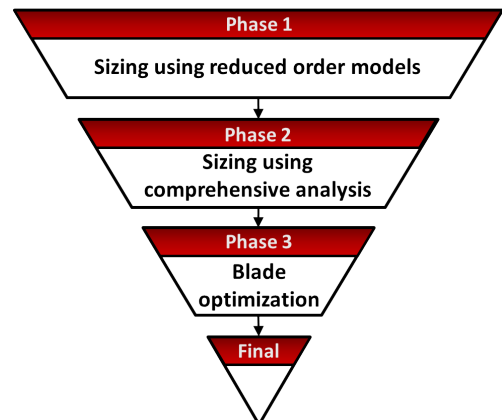 Phase 1
Sizing using reduced order models
Phase 2
Sizing using
comprehensive analysis
Phase 3
Blade
optimization
Final